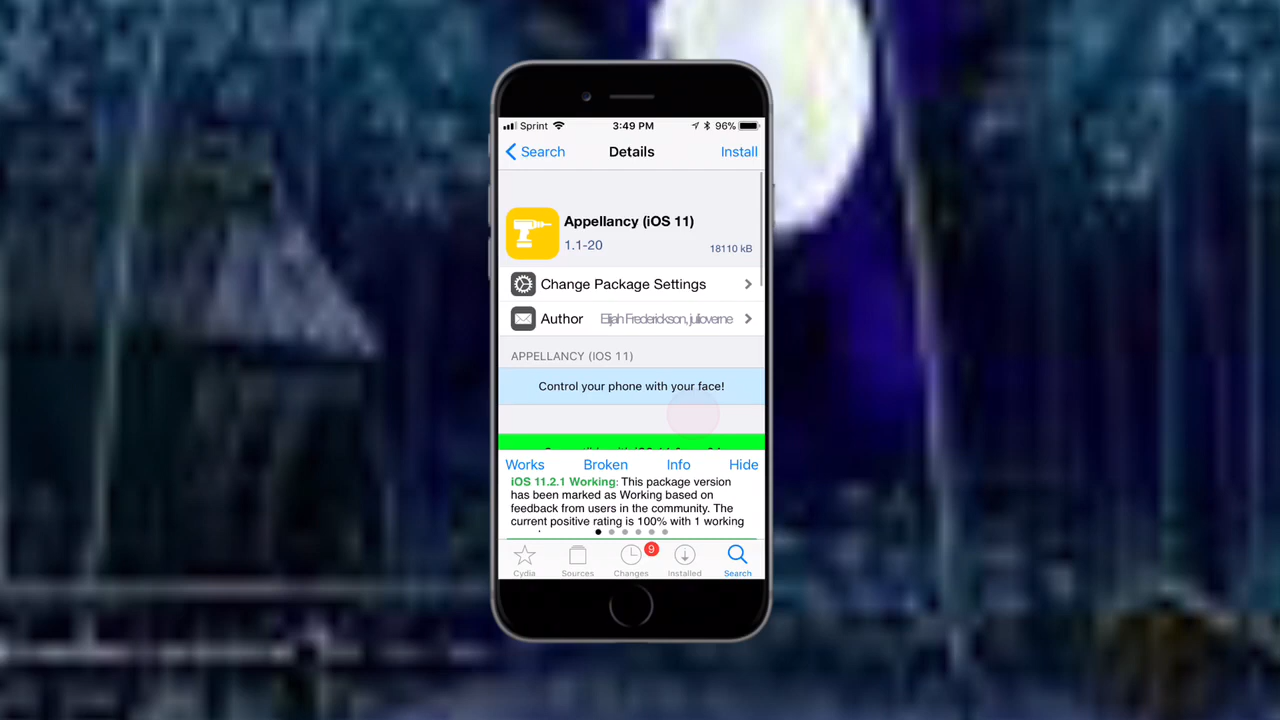 Sprint 3:49 PM 96%
Search Details Install
Appellancy (iOS 11)
1.1-20 18110 kB
Change Package Settings
Author Elijah Frederickson, julioverne
APPELLANCY (IOS 11)
Control your phone with your face!
Works Broken Info Hide
iOS 11.2.1 Working: This package version
has been marked as Working based on
feedback from users in the community. The
current positive rating is 100% with 1 working
9
Cydia Sources Changes Installed Search